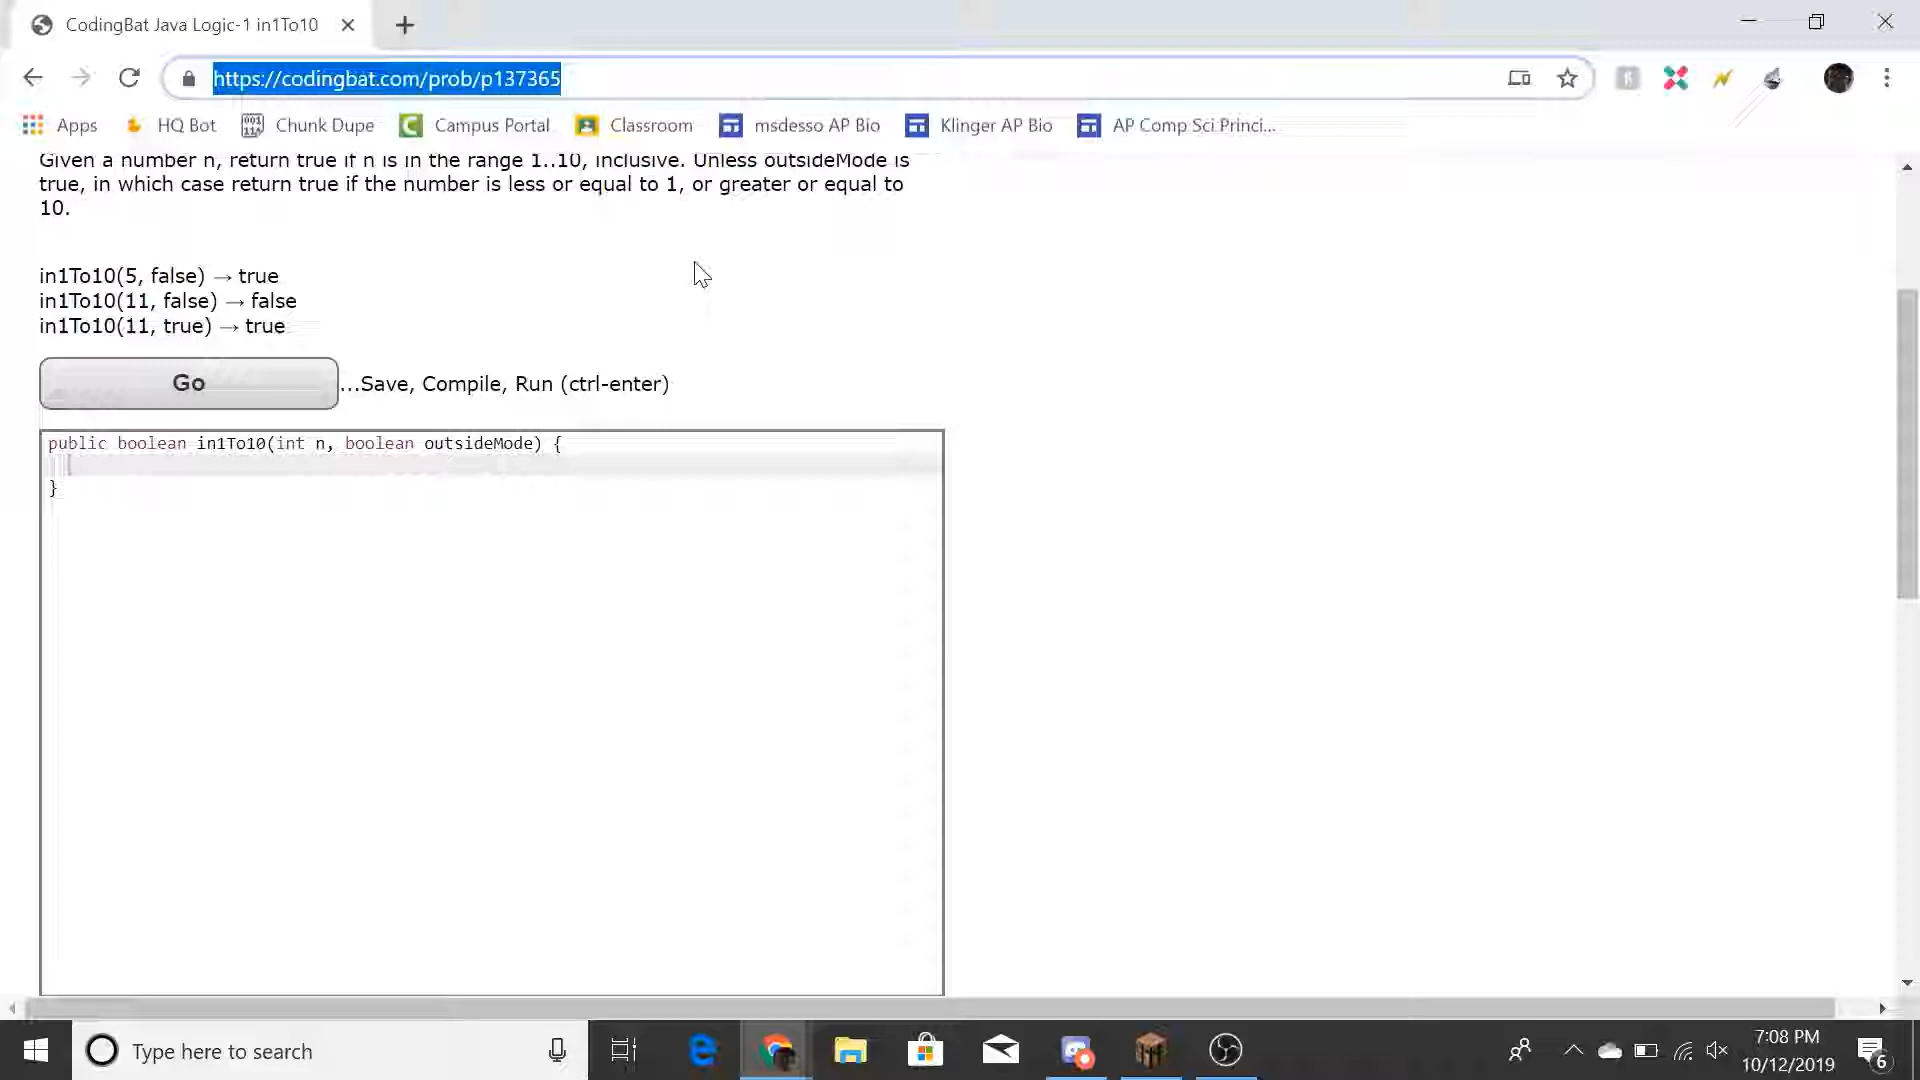 CodingBat Java Logic-1 in1To10
https://codingbat.com/prob/p137365
Apps HQ Bot Chunk Dupe Campus Portal Classroom msdesso AP Bio Klinger AP Bio AP Comp Sci Princi...
Given a number n, return true if n is in the range 1..10, inclusive. Unless outsideMode is
true, in which case return true if the number is less or equal to 1, or greater or equal to
10.
in1To10(5, false) → true
in1To10(11, false) → false
in1To10(11, true) → true
Go ...Save, Compile, Run (ctrl-enter)
public boolean in1To10(int n, boolean outsideMode) {
}
Type here to search
7:08 PM
10/12/2019
6